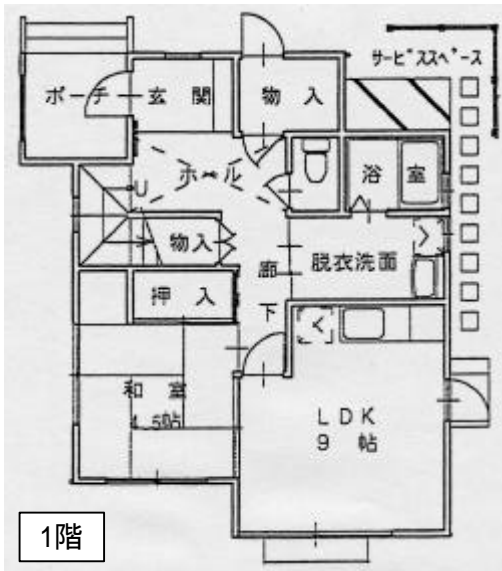 サービススペース
ポーチ
玄関
物入
ホール
U
浴室
物入
廊下
脱衣洗面
押入
和室
4.5帖
LDK
9帖
1階